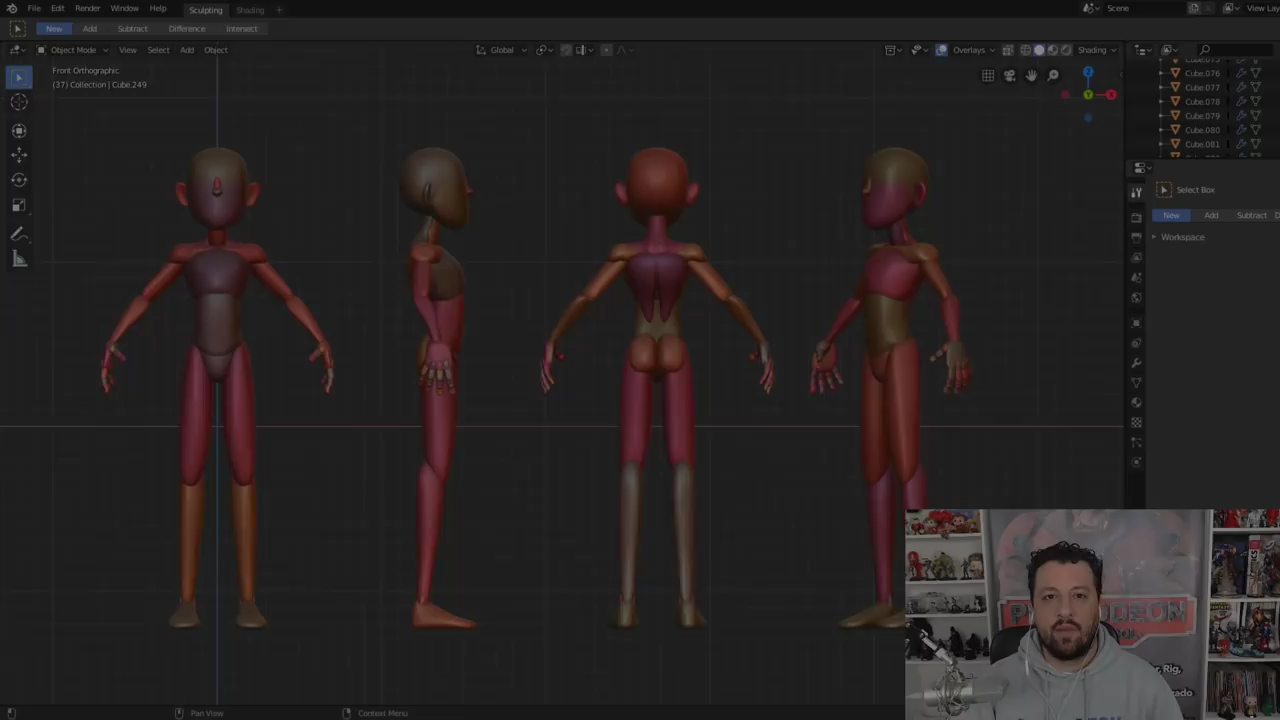 File Edit Render Window Help Sculpting Shading + Scene View Lay
New Add Subtract Difference Intersect
Object Mode View Select Add Object Global Overlays Shading
Front Orthographic
(37) Collection | Cube.249
Cube.076
Cube.077
Cube.078
Cube.079
Cube.080
Cube.081
Select Box
New Add Subtract D
Workspace
Pan View Context Menu